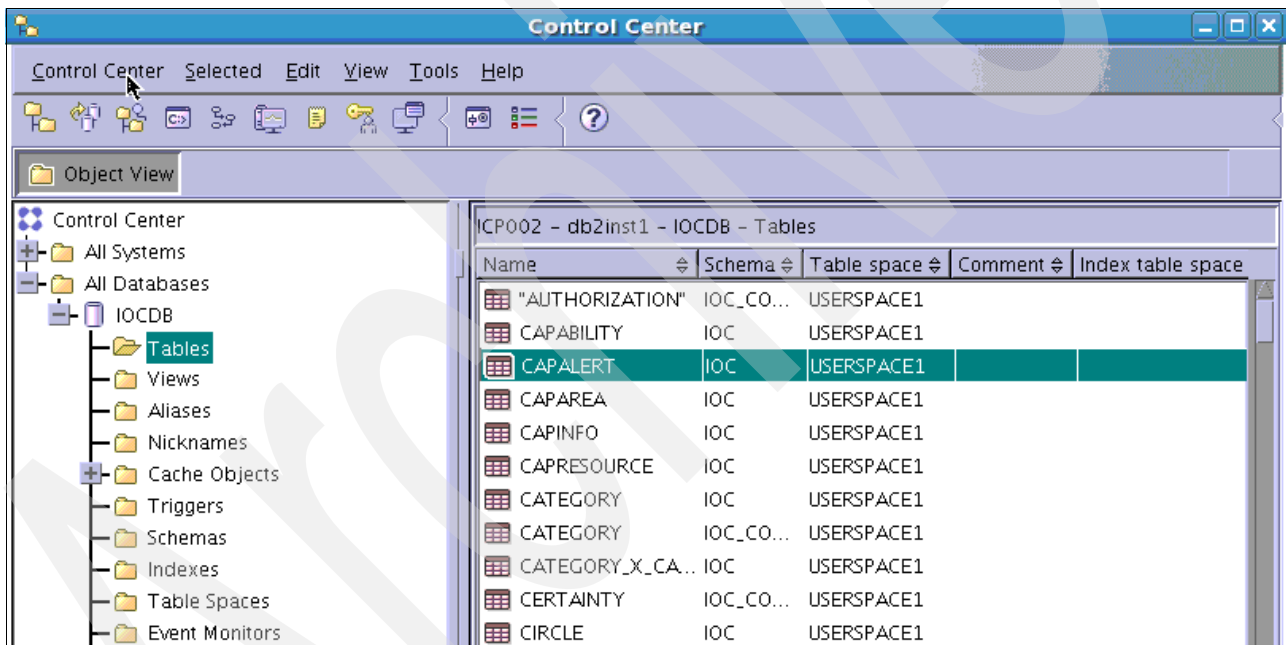 Control Center
Control Center Selected Edit View Tools Help
Object View
Control Center
All Systems
All Databases
IOCDB
Tables
Views
Aliases
Nicknames
Cache Objects
Triggers
Schemas
Indexes
Table Spaces
Event Monitors
ICP002 - db2inst1 - IOCDB - Tables
Name Schema Table space Comment Index table space
"AUTHORIZATION" IOC_CO... USERSPACE1
CAPABILITY IOC USERSPACE1
CAPALERT IOC USERSPACE1
CAPAREA IOC USERSPACE1
CAPINFO IOC USERSPACE1
CAPRESOURCE IOC USERSPACE1
CATEGORY IOC USERSPACE1
CATEGORY IOC_CO... USERSPACE1
CATEGORY_X_CA... IOC USERSPACE1
CERTAINTY IOC_CO... USERSPACE1
CIRCLE IOC USERSPACE1